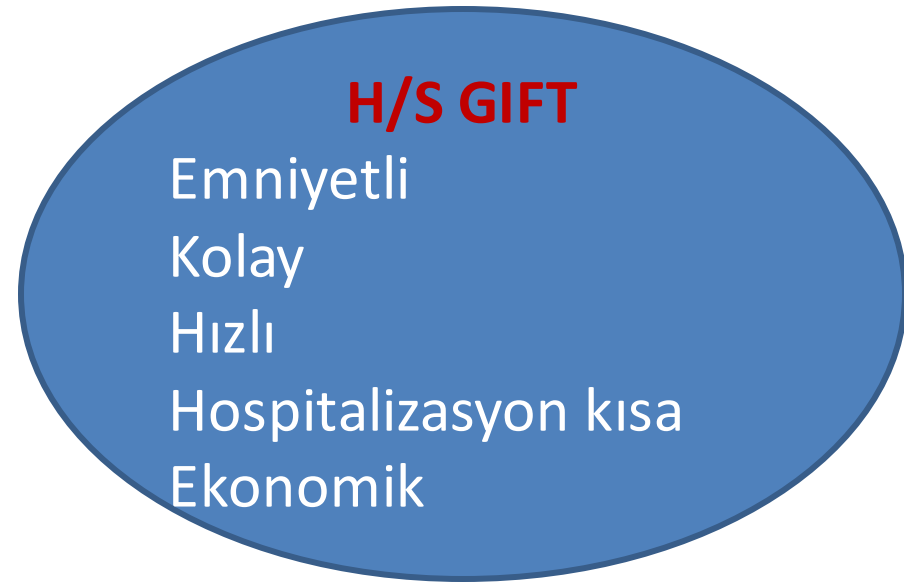 H/S GIFT
Emniyetli
Kolay
Hızlı
Hospitalizasyon kısa
Ekonomik